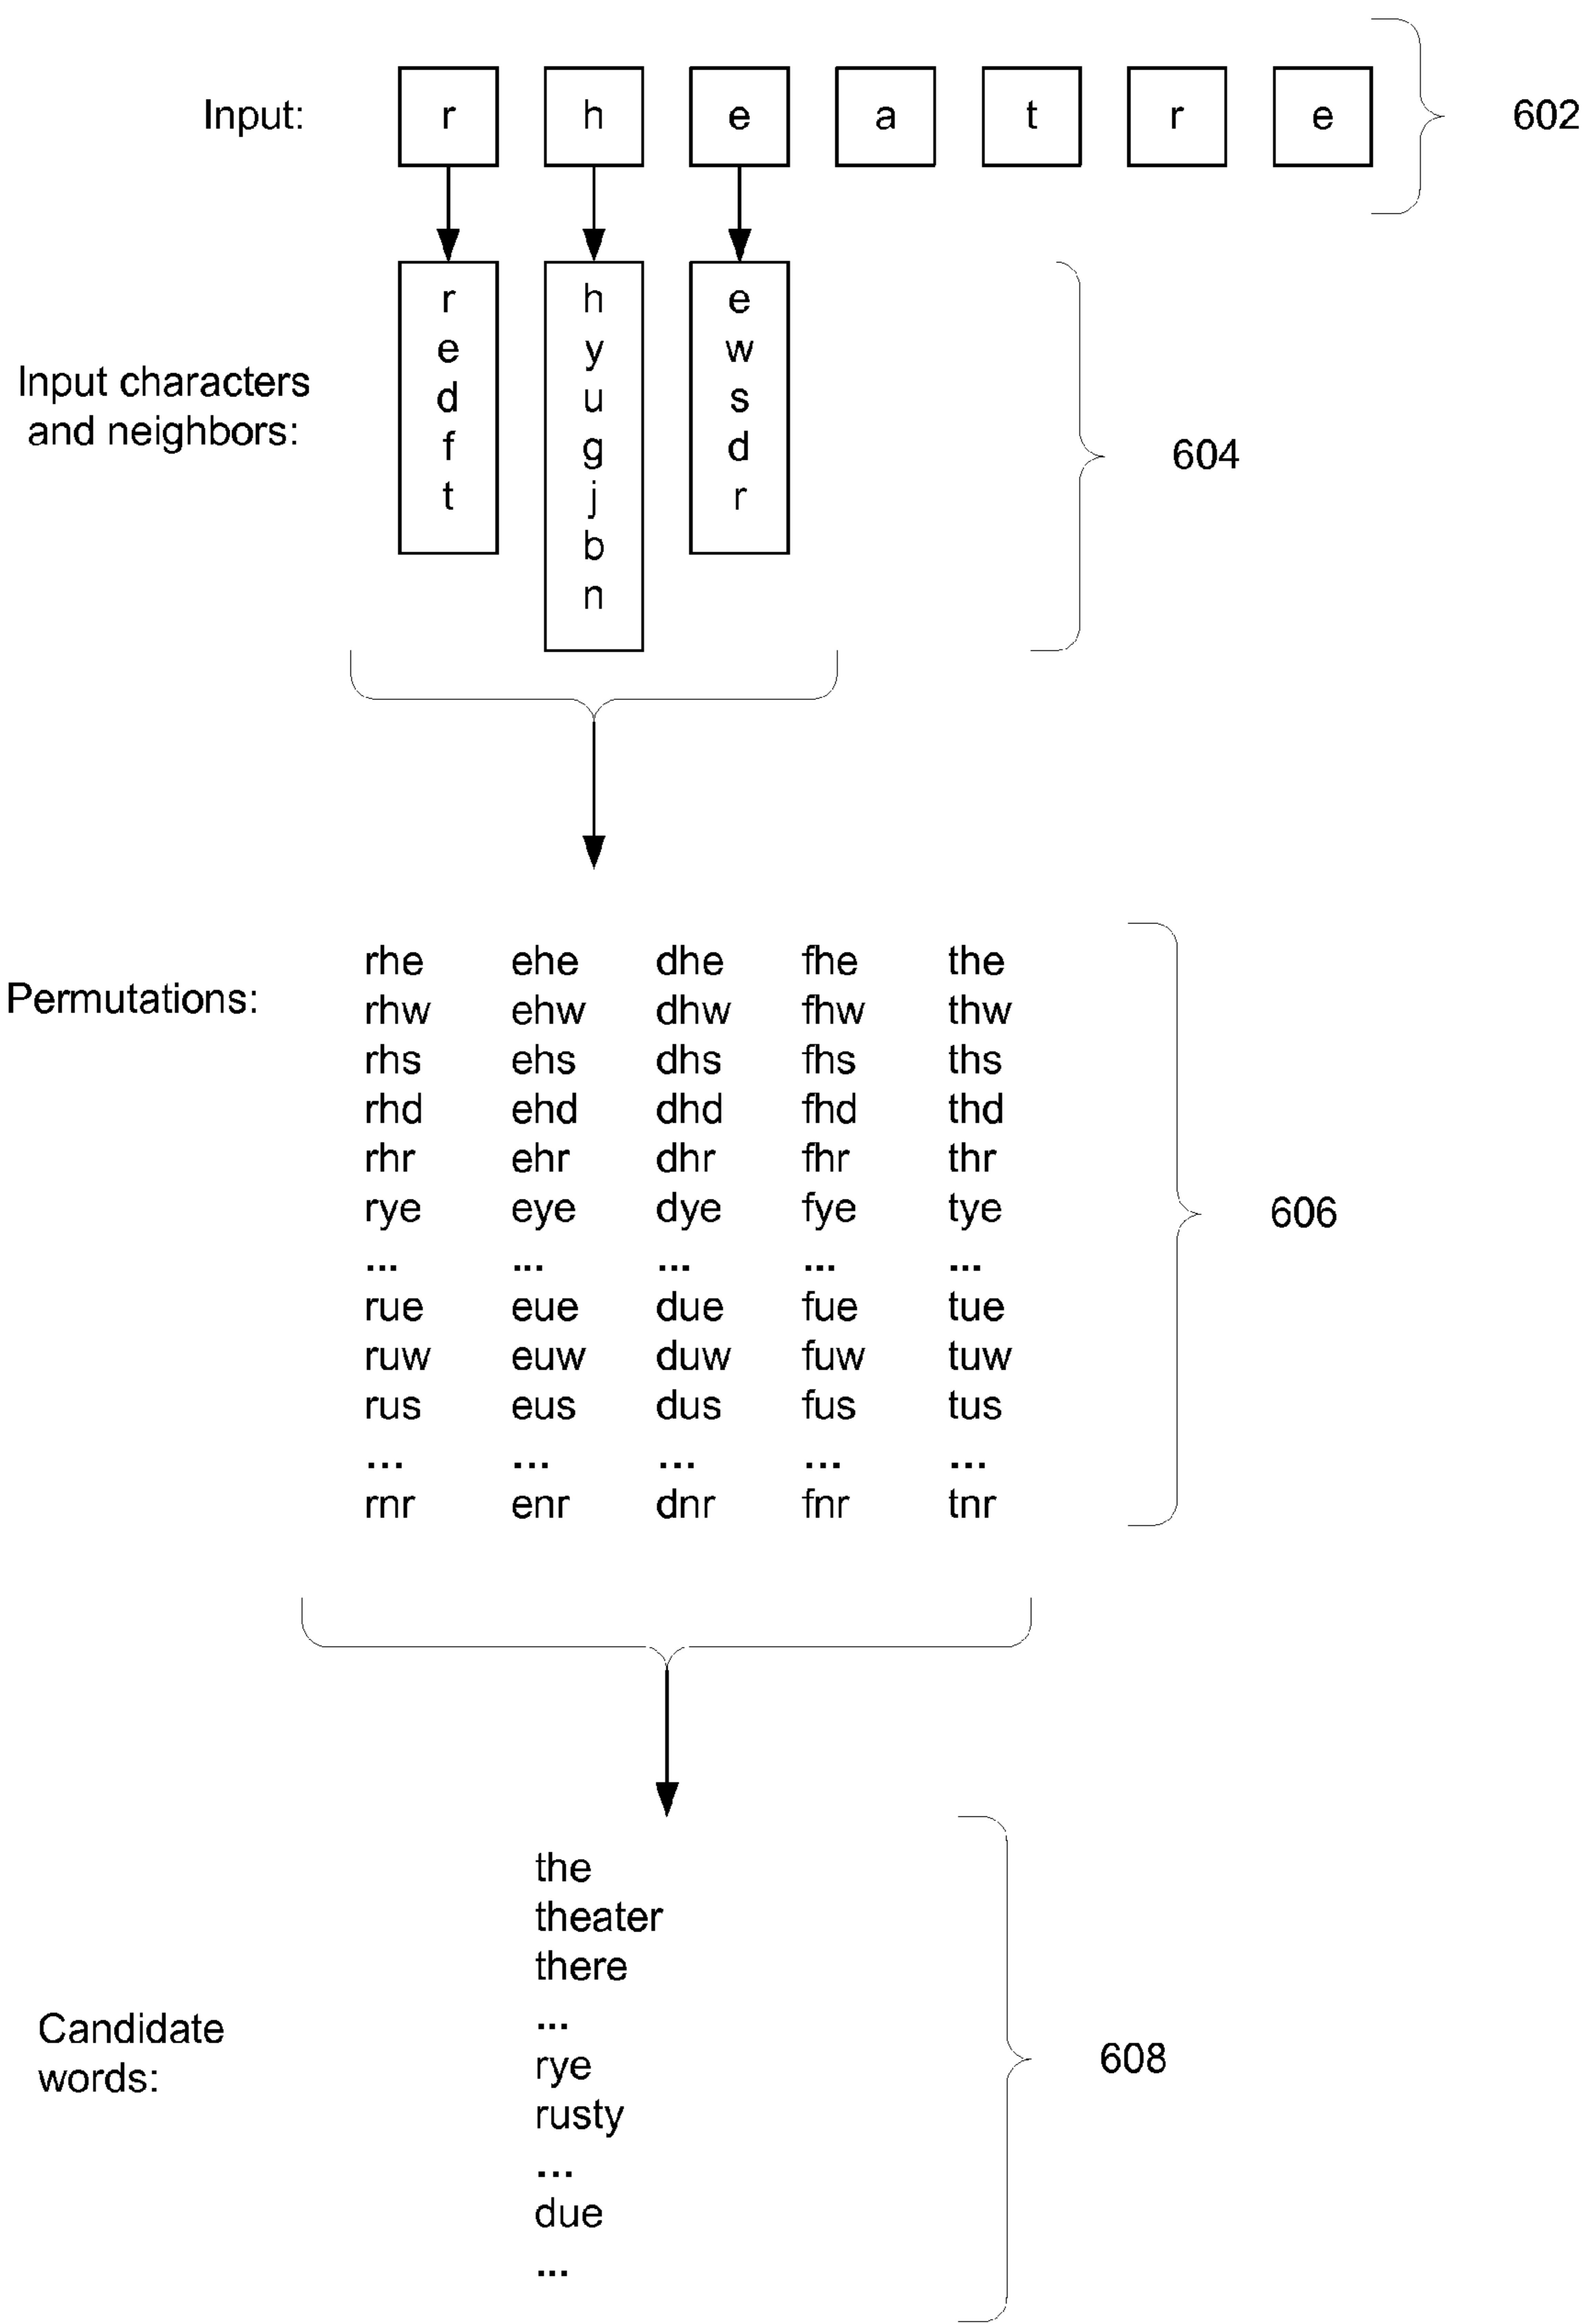 Input: r h e a t r e 602
r h e
e y w
Input characters d u s
and neighbors: f g d 604
t j r
b
n
rhe ehe dhe fhe the
Permutations: rhw ehw dhw fhw thw
rhs ehs dhs fhs ths
rhd ehd dhd fhd thd
rhr ehr dhr fhr thr
rye eye dye fye tye 606
... ... ... ... ...
rue eue due fue tue
ruw euw duw fuw tuw
rus eus dus fus tus
... ... ... ... ...
rnr enr dnr fnr tnr
the
theater
there
...
Candidate
words:
rye
rusty
...
due
...
608